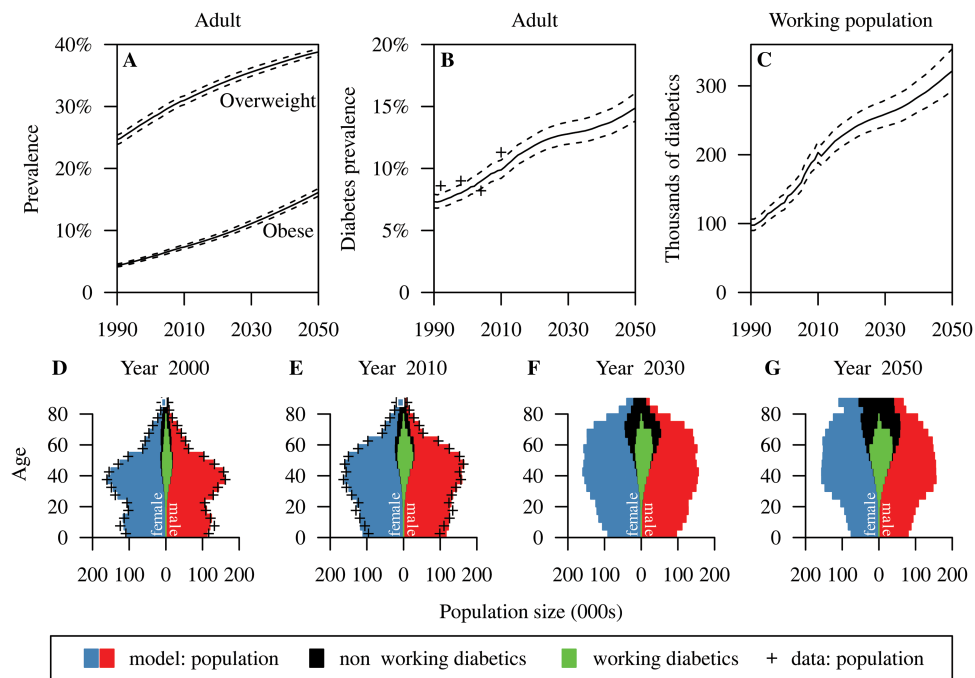 Adult
Adult
Working population
A
40%
30%
20%
10%
0
Prevalence
Overweight
Obese
1990 2010 2030 2050
B
20%
15%
10%
5%
0
Diabetes prevalence
1990 2010 2030 2050
C
300
200
100
0
Thousands of diabetics
1990 2010 2030 2050
D Year 2000
E Year 2010
F Year 2030
G Year 2050
Age
80
60
40
20
0
female
male
200 100 0 100 200
80
60
40
20
0
female
male
200 100 0 100 200
80
60
40
20
0
female
male
200 100 0 100 200
80
60
40
20
0
female
male
200 100 0 100 200
Population size (000s)
model: population non working diabetics working diabetics + data: population